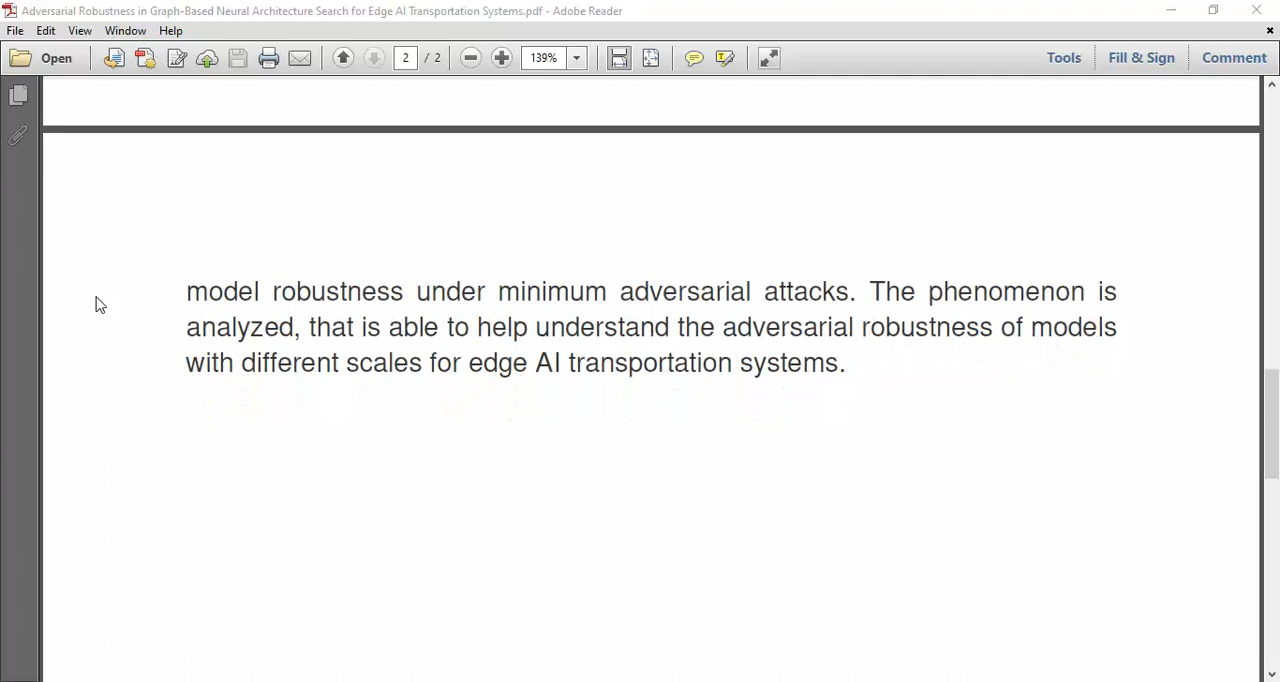 Adversarial Robustness in Graph-Based Neural Architecture Search for Edge AI Transportation Systems.pdf - Adobe Reader
File Edit View Window Help
Open 2 / 2 139% Tools Fill & Sign Comment
model robustness under minimum adversarial attacks. The phenomenon is
analyzed, that is able to help understand the adversarial robustness of models
with different scales for edge AI transportation systems.